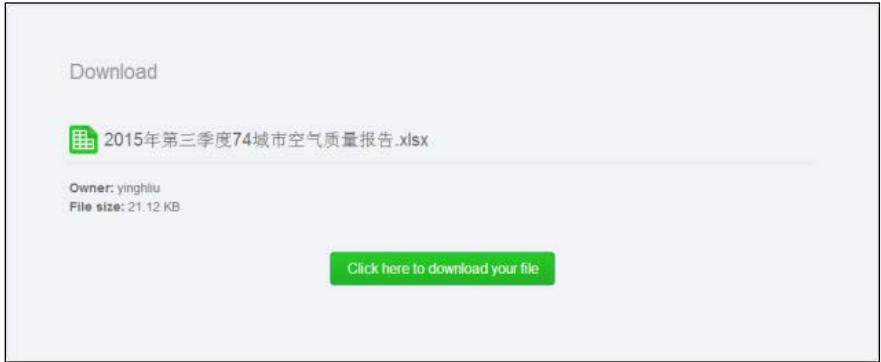 Download
2015年第三季度74城市空气质量报告.xlsx
Owner: yinghliu
File size: 21.12 KB
Click here to download your file